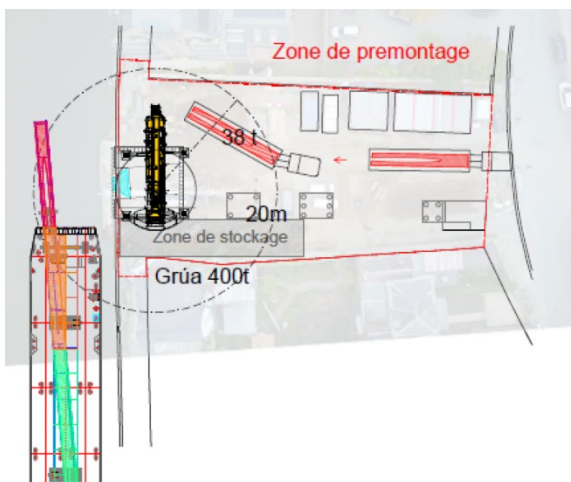 Zone de premontage
38 t
20m
Zone de stockage
Grúa 400t